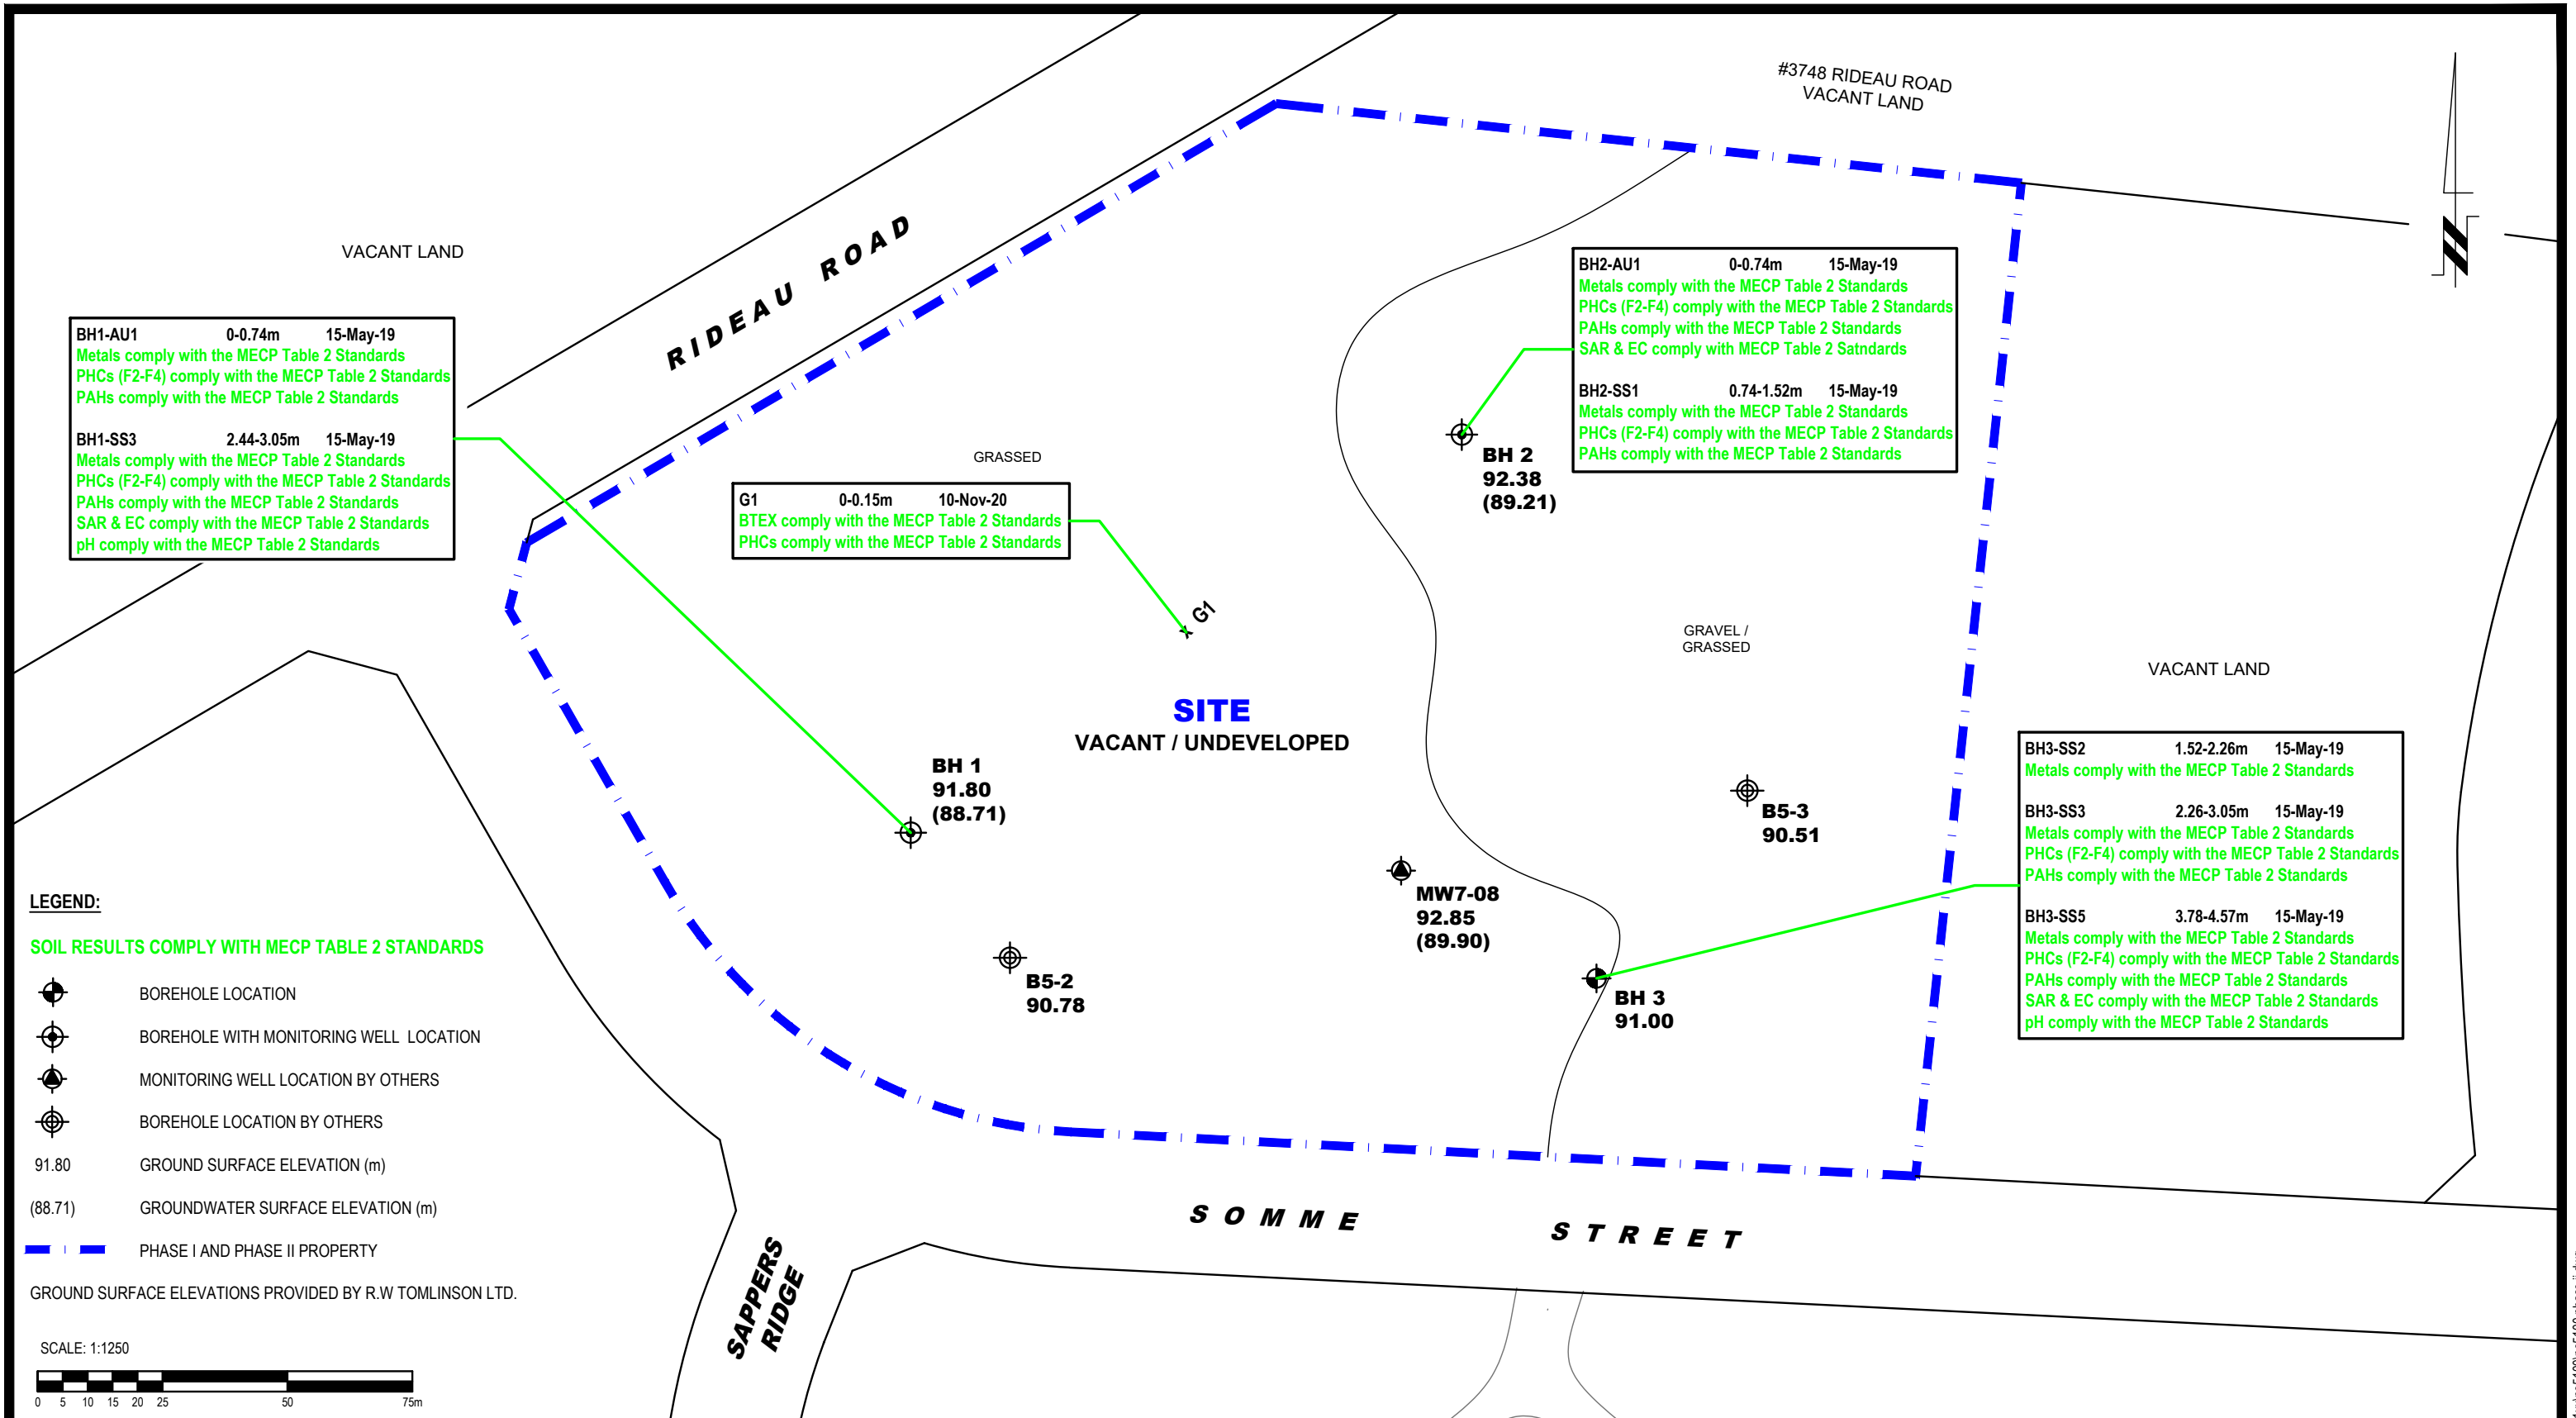 #3748 RIDEAU ROAD
VACANT LAND
VACANT LAND
RIDEAU ROAD
BH1-AU1 0-0.74m 15-May-19
Metals comply with the MECP Table 2 Standards
PHCs (F2-F4) comply with the MECP Table 2 Standards
PAHs comply with the MECP Table 2 Standards
BH1-SS3 2.44-3.05m 15-May-19
Metals comply with the MECP Table 2 Standards
PHCs (F2-F4) comply with the MECP Table 2 Standards
PAHs comply with the MECP Table 2 Standards
SAR & EC comply with the MECP Table 2 Standards
pH comply with the MECP Table 2 Standards
BH2-AU1 0-0.74m 15-May-19
Metals comply with the MECP Table 2 Standards
PHCs (F2-F4) comply with the MECP Table 2 Standards
PAHs comply with the MECP Table 2 Standards
SAR & EC comply with MECP Table 2 Satndards
BH2-SS1 0.74-1.52m 15-May-19
Metals comply with the MECP Table 2 Standards
PHCs (F2-F4) comply with the MECP Table 2 Standards
PAHs comply with the MECP Table 2 Standards
GRASSED
G1 0-0.15m 10-Nov-20
BTEX comply with the MECP Table 2 Standards
PHCs comply with the MECP Table 2 Standards
BH 2
92.38
(89.21)
G1
GRAVEL /
GRASSED
VACANT LAND
SITE
VACANT / UNDEVELOPED
BH 1
91.80
(88.71)
B5-3
90.51
BH3-SS2 1.52-2.26m 15-May-19
Metals comply with the MECP Table 2 Standards
BH3-SS3 2.26-3.05m 15-May-19
Metals comply with the MECP Table 2 Standards
PHCs (F2-F4) comply with the MECP Table 2 Standards
PAHs comply with the MECP Table 2 Standards
BH3-SS5 3.78-4.57m 15-May-19
Metals comply with the MECP Table 2 Standards
PHCs (F2-F4) comply with the MECP Table 2 Standards
PAHs comply with the MECP Table 2 Standards
SAR & EC comply with the MECP Table 2 Standards
pH comply with the MECP Table 2 Standards
MW7-08
92.85
(89.90)
B5-2
90.78
BH 3
91.00
LEGEND:
SOIL RESULTS COMPLY WITH MECP TABLE 2 STANDARDS
BOREHOLE LOCATION
BOREHOLE WITH MONITORING WELL LOCATION
MONITORING WELL LOCATION BY OTHERS
BOREHOLE LOCATION BY OTHERS
91.80 GROUND SURFACE ELEVATION (m)
(88.71) GROUNDWATER SURFACE ELEVATION (m)
PHASE I AND PHASE II PROPERTY
GROUND SURFACE ELEVATIONS PROVIDED BY R.W TOMLINSON LTD.
SOMME STREET
SAPPERS
RIDGE
SCALE: 1:1250
0 5 10 15 20 25 50 75m